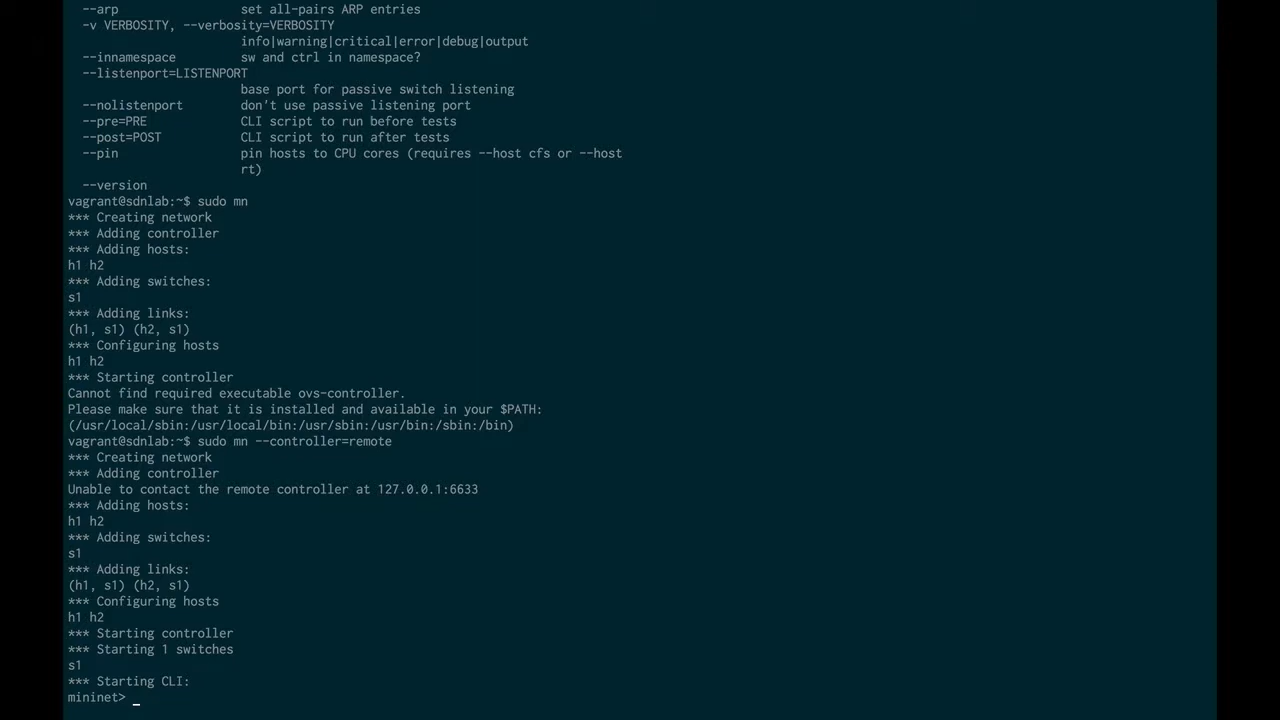 --arp                 set all-pairs ARP entries
-v VERBOSITY, --verbosity=VERBOSITY
info|warning|critical|error|debug|output
--innamespace         sw and ctrl in namespace?
--listenport=LISTENPORT
base port for passive switch listening
--nolistenport        don't use passive listening port
--pre=PRE             CLI script to run before tests
--post=POST           CLI script to run after tests
--pin                 pin hosts to CPU cores (requires --host cfs or --host
rt)
--version
vagrant@sdnlab:~$ sudo mn
*** Creating network
*** Adding controller
*** Adding hosts:
h1 h2
*** Adding switches:
s1
*** Adding links:
(h1, s1) (h2, s1)
*** Configuring hosts
h1 h2
*** Starting controller
Cannot find required executable ovs-controller.
Please make sure that it is installed and available in your $PATH:
(/usr/local/sbin:/usr/local/bin:/usr/sbin:/usr/bin:/sbin:/bin)
vagrant@sdnlab:~$ sudo mn --controller=remote
*** Creating network
*** Adding controller
Unable to contact the remote controller at 127.0.0.1:6633
*** Adding hosts:
h1 h2
*** Adding switches:
s1
*** Adding links:
(h1, s1) (h2, s1)
*** Configuring hosts
h1 h2
*** Starting controller
*** Starting 1 switches
s1
*** Starting CLI:
mininet> _